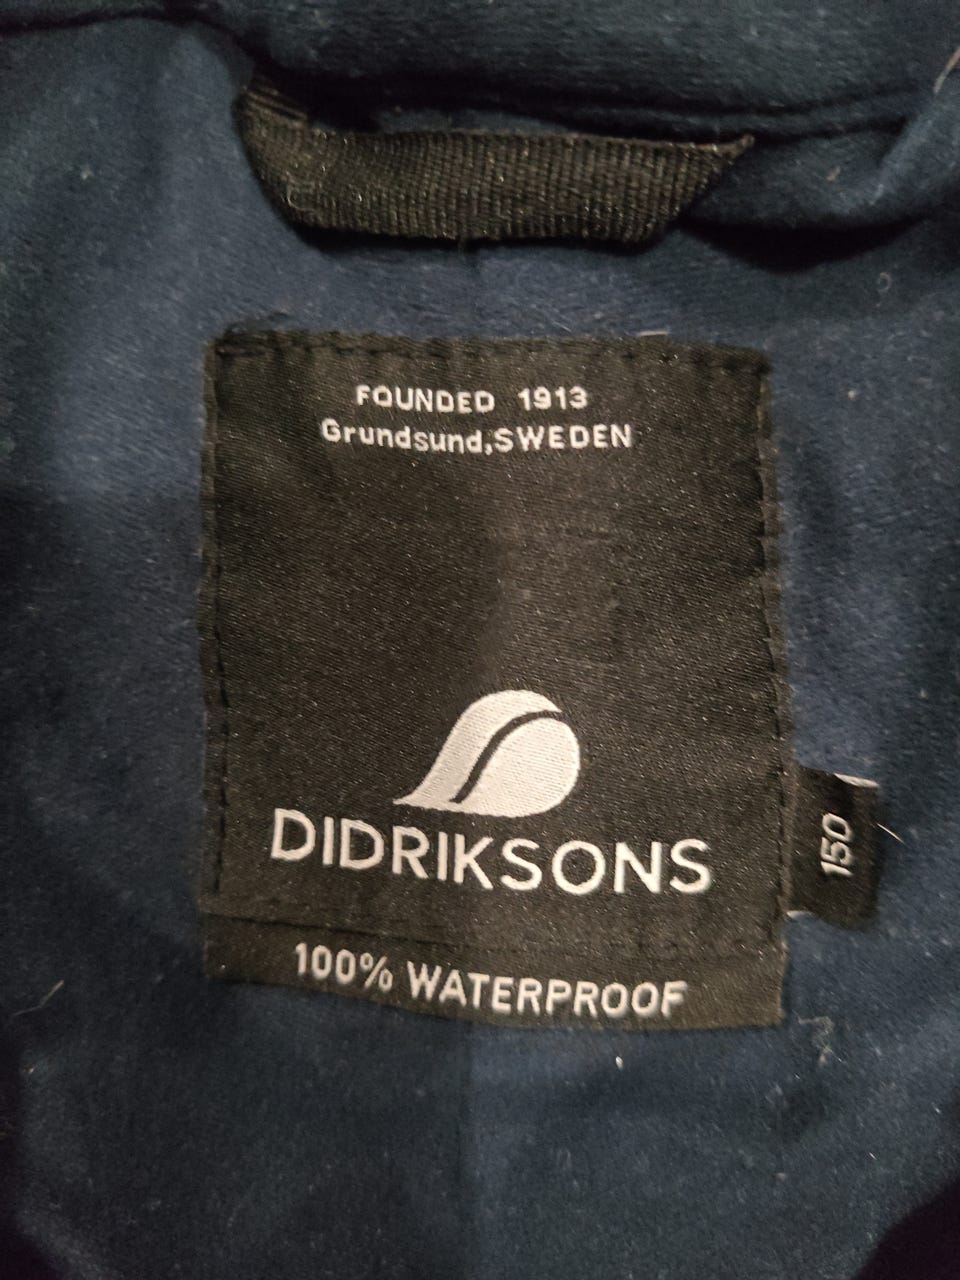 FOUNDED 1913
Grundsund,SWEDEN
DIDRIKSONS
150
100% WATERPROOF